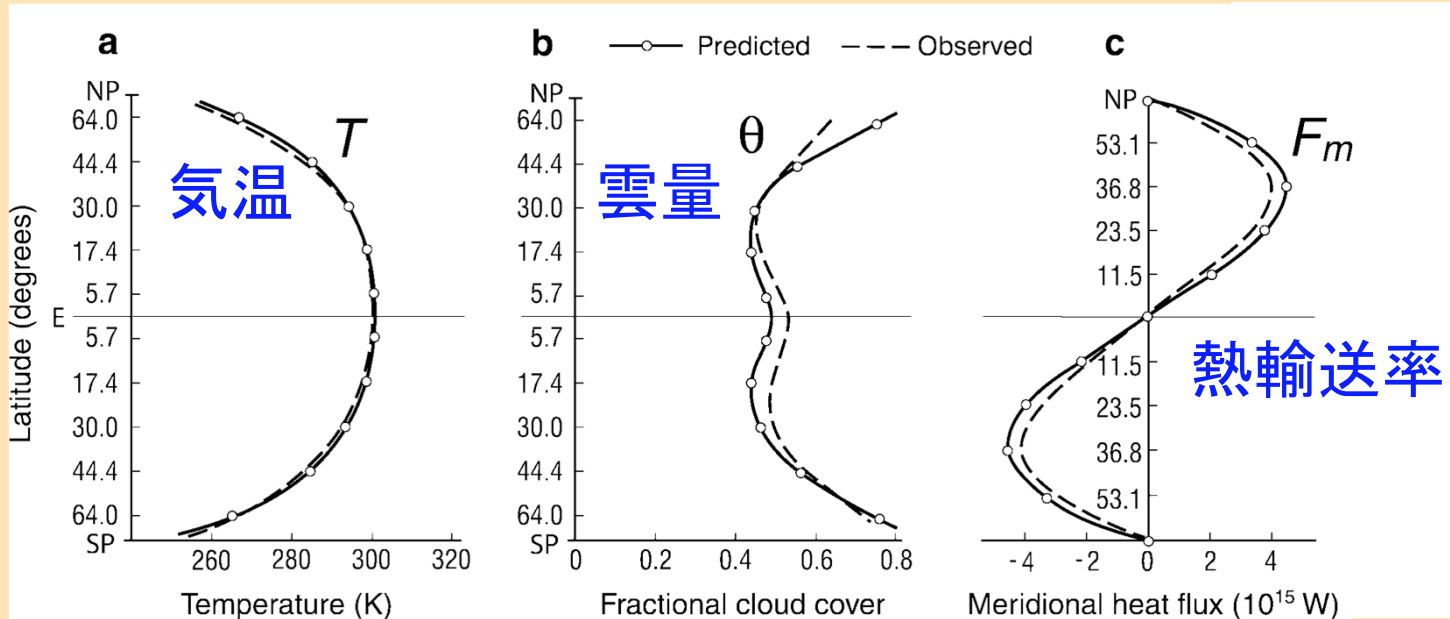 a
b
Predicted
Observed
c
NP
64.0
44.4
30.0
17.4
5.7
E
5.7
17.4
30.0
44.4
64.0
SP
Latitude (degrees)
T
気温
260
280
300
320
Temperature (K)
NP
64.0
44.4
30.0
17.4
5.7
5.7
17.4
30.0
44.4
64.0
SP
θ
雲量
0
0.2
0.4
0.6
0.8
Fractional cloud cover
NP
53.1
36.8
23.5
11.5
11.5
23.5
36.8
53.1
Fm
熱輸送率
-4
-2
0
2
4
Meridional heat flux (10¹⁵ W)